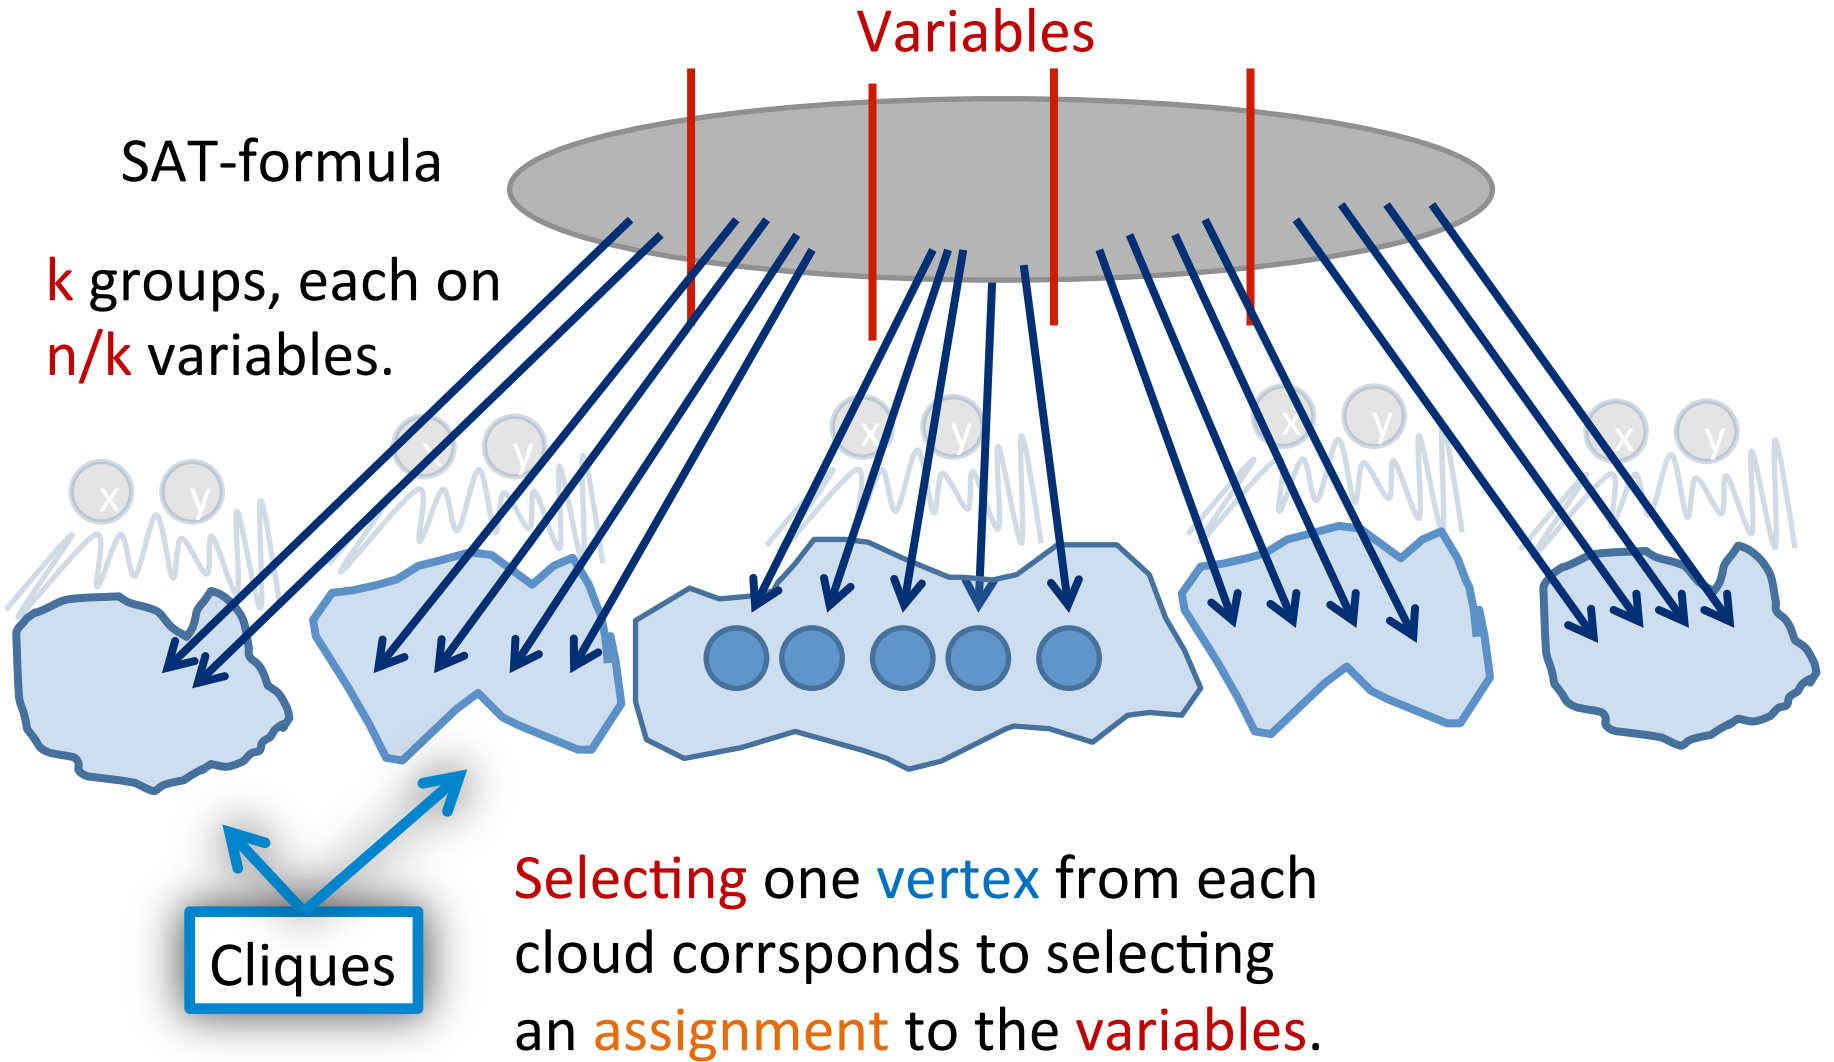 Variables
SAT-formula
k groups, each on
n/k variables.
x y
x y
x y
x y
x y
Cliques
Selecting one vertex from each
cloud corrsponds to selecting
an assignment to the variables.